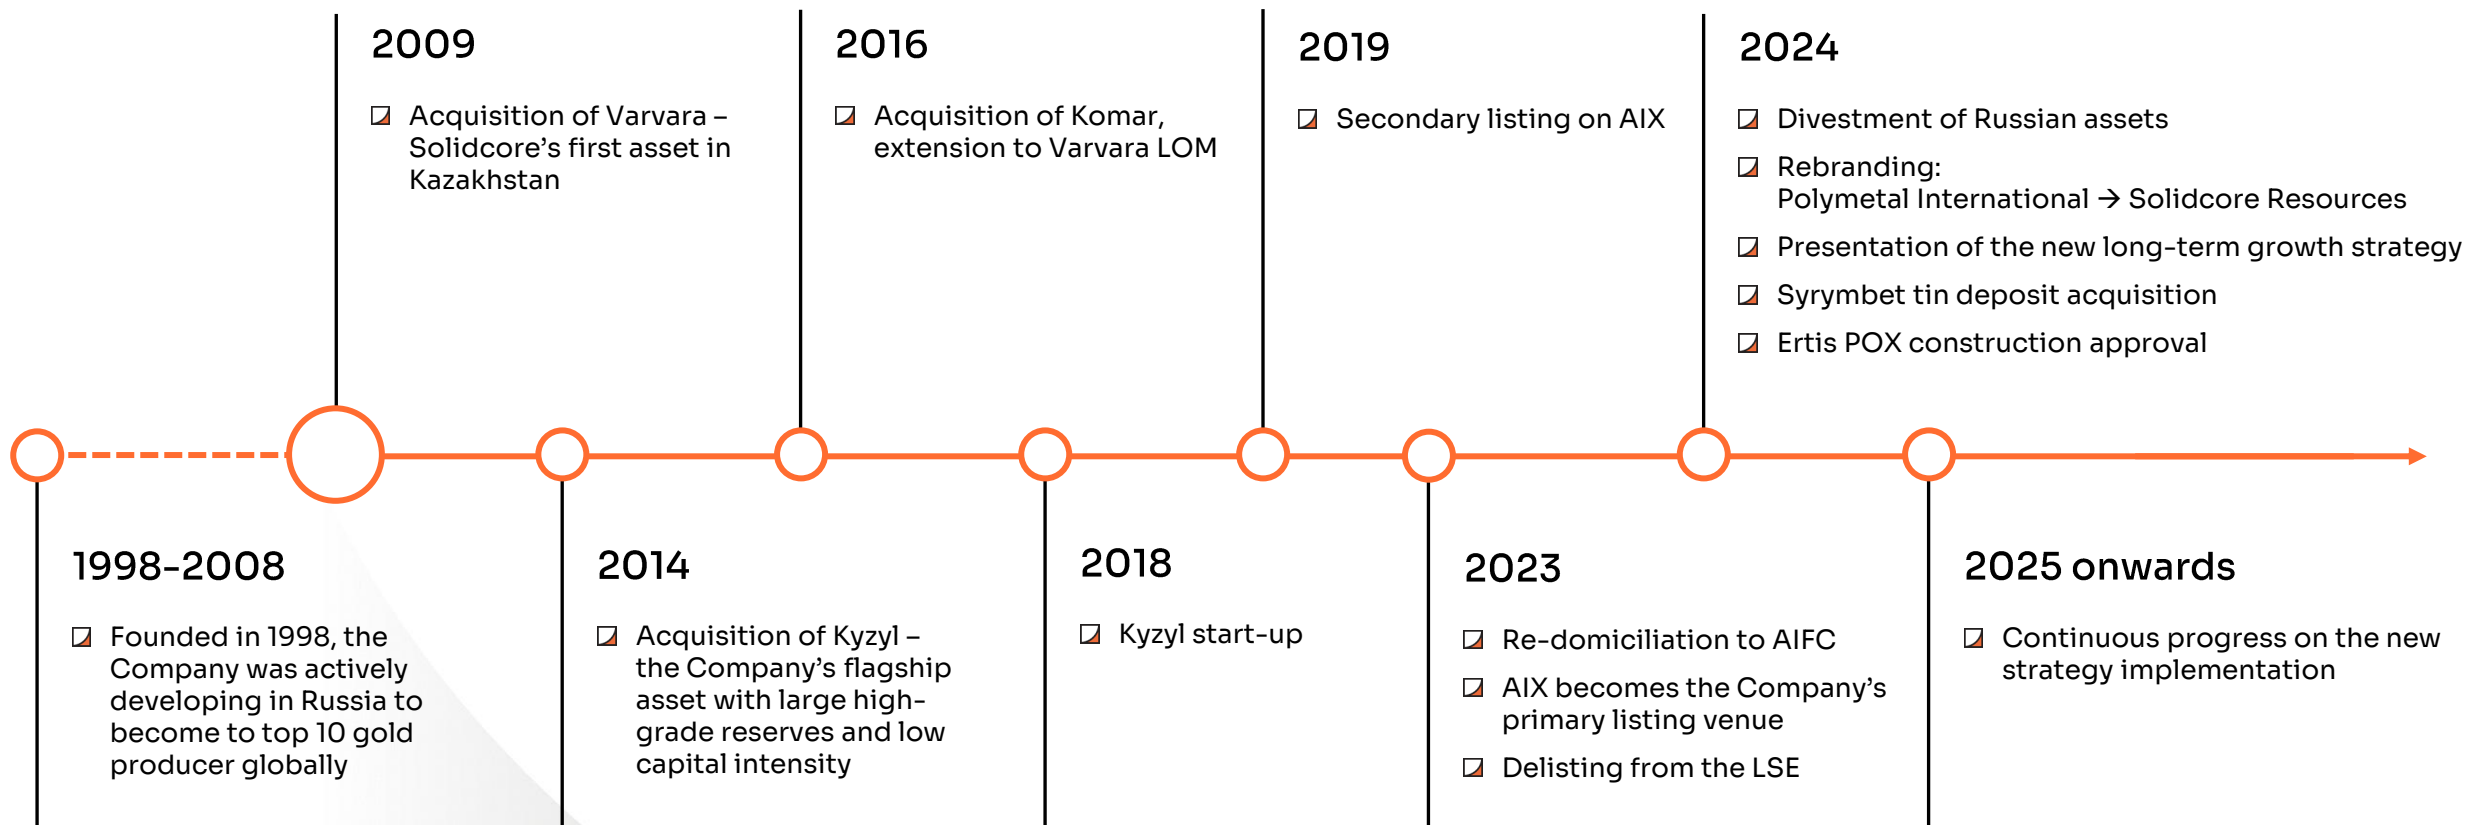 2009
Acquisition of Varvara –
Solidcore’s first asset in
Kazakhstan
2016
Acquisition of Komar,
extension to Varvara LOM
2019
Secondary listing on AIX
2024
Divestment of Russian assets
Rebranding:
Polymetal International → Solidcore Resources
Presentation of the new long-term growth strategy
Syrymbet tin deposit acquisition
Ertis POX construction approval
1998-2008
Founded in 1998, the
Company was actively
developing in Russia to
become to top 10 gold
producer globally
2014
Acquisition of Kyzyl –
the Company’s flagship
asset with large high-
grade reserves and low
capital intensity
2018
Kyzyl start-up
2023
Re-domiciliation to AIFC
AIX becomes the Company’s
primary listing venue
Delisting from the LSE
2025 onwards
Continuous progress on the new
strategy implementation